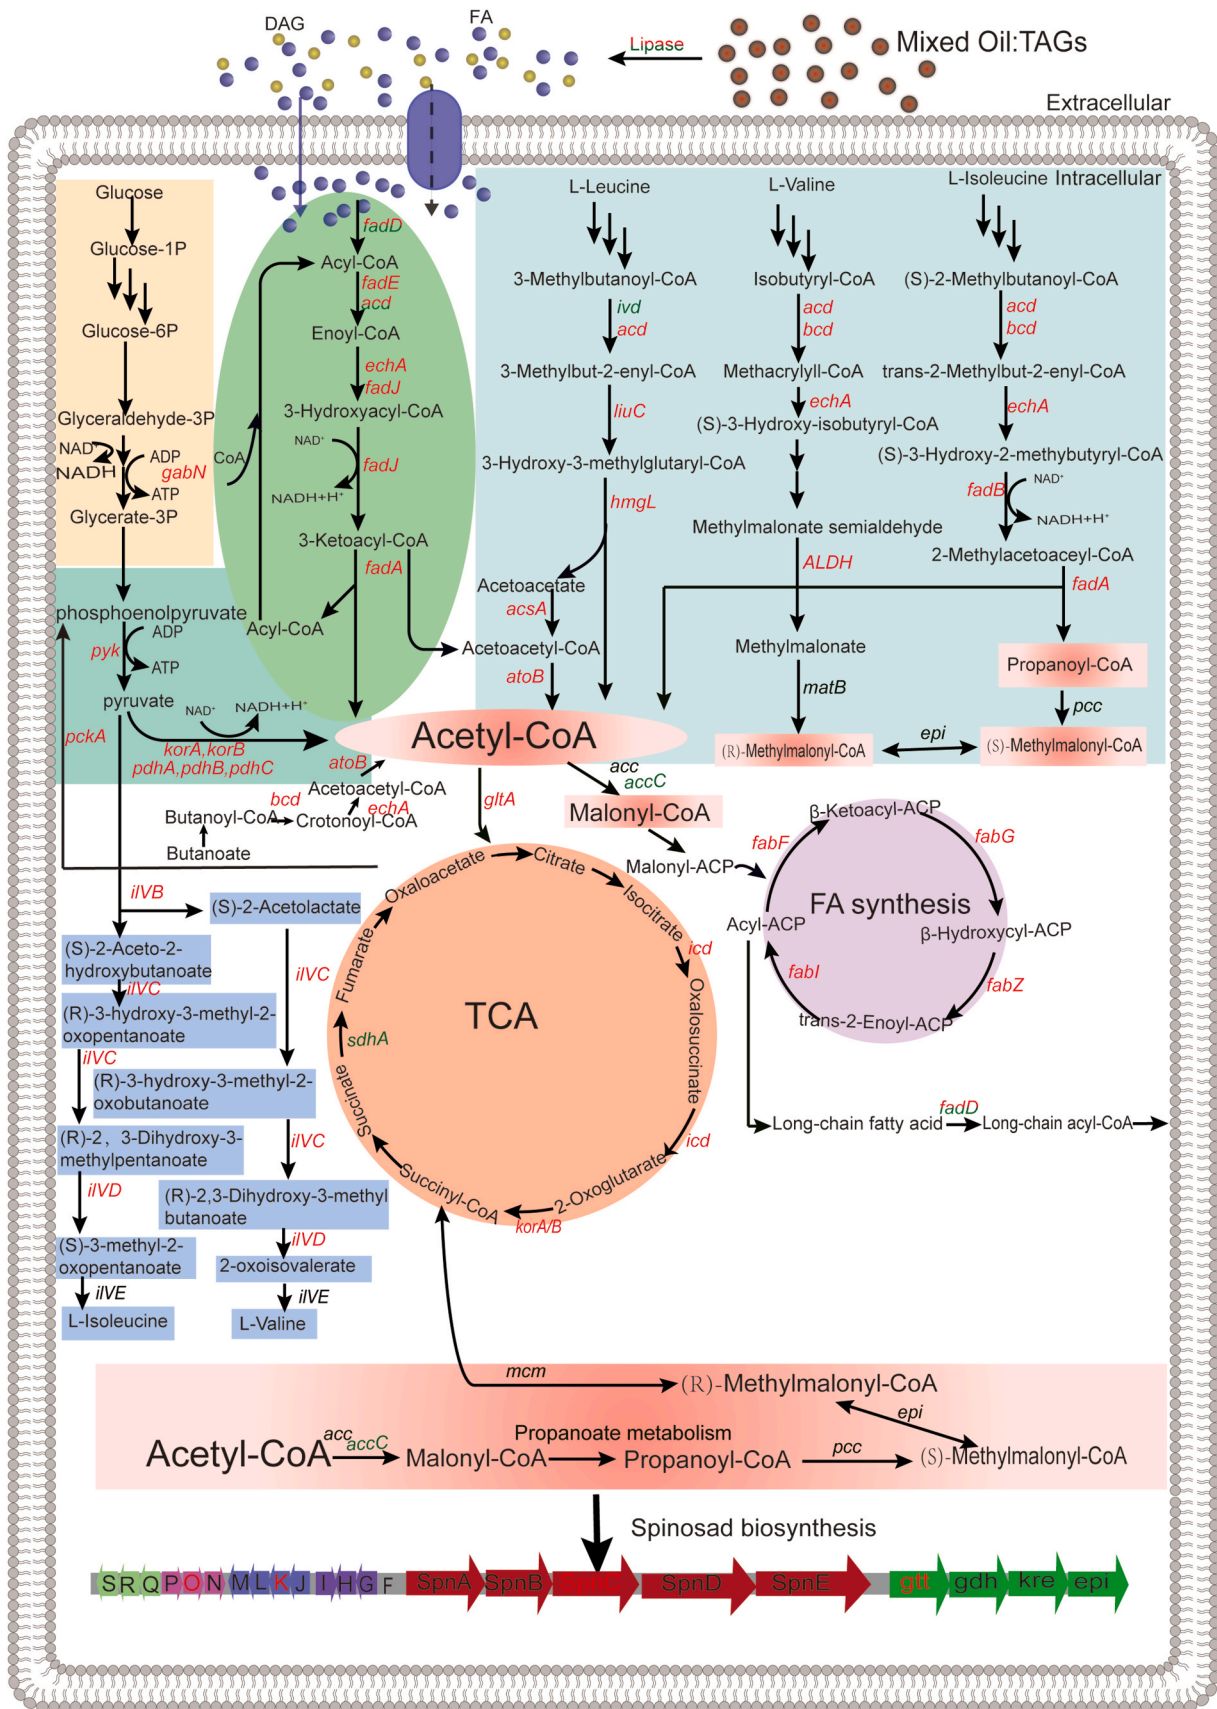 DAG
FA
Lipase
Mixed Oil:TAGs
Extracellular
Intracellular
Glucose
Glucose-1P
Glucose-6P
Glyceraldehyde-3P
NAD⁺
NADH
ADP
gabN
ATP
Glycerate-3P
phosphoenolpyruvate
ADP
pyk
ATP
pyruvate
pckA
NAD⁺
NADH+H⁺
korA,korB
pdhA,pdhB,pdhC
fadD
Acyl-CoA
fadE
acd
Enoyl-CoA
echA
fadJ
3-Hydroxyacyl-CoA
NAD⁺
fadJ
NADH+H⁺
CoA
3-Ketoacyl-CoA
fadA
Acyl-CoA
L-Leucine
3-Methylbutanoyl-CoA
ivd
acd
3-Methylbut-2-enyl-CoA
liuC
3-Hydroxy-3-methylglutaryl-CoA
hmgL
Acetoacetate
acsA
Acetoacetyl-CoA
atoB
L-Valine
Isobutyryl-CoA
acd
bcd
Methacrylyll-CoA
echA
(S)-3-Hydroxy-isobutyryl-CoA
Methylmalonate semialdehyde
ALDH
Methylmalonate
matB
(R)-Methylmalonyl-CoA
L-Isoleucine
(S)-2-Methylbutanoyl-CoA
acd
bcd
trans-2-Methylbut-2-enyl-CoA
echA
(S)-3-Hydroxy-2-methybutyryl-CoA
fadB
NAD⁺
NADH+H⁺
2-Methylacetoaceyl-CoA
fadA
Propanoyl-CoA
pcc
epi
(S)-Methylmalonyl-CoA
Acetyl-CoA
atoB
Acetoacetyl-CoA
bcd
echA
Butanoyl-CoA
Crotonoyl-CoA
Butanoate
gltA
acc
accC
Malonyl-CoA
Malonyl-ACP
fabF
β-Ketoacyl-ACP
fabG
FA synthesis
Acyl-ACP
β-Hydroxycyl-ACP
fabI
fabZ
trans-2-Enoyl-ACP
Long-chain fatty acid
fadD
Long-chain acyl-CoA
TCA
Oxaloacetate
Citrate
Isocitrate
icd
Oxalosuccinate
icd
2-Oxoglutarate
korA/B
Succinyl-CoA
Succinate
sdhA
Fumarate
ilVB
(S)-2-Acetolactate
(S)-2-Aceto-2-
hydroxybutanoate
ilVC
ilVC
(R)-3-hydroxy-3-methyl-2-
oxopentanoate
ilVC
(R)-3-hydroxy-3-methyl-2-
oxobutanoate
(R)-2, 3-Dihydroxy-3-
methylpentanoate
ilVC
ilVD
(R)-2,3-Dihydroxy-3-methyl
butanoate
ilVD
(S)-3-methyl-2-
oxopentanoate
2-oxoisovalerate
ilVE
ilVE
L-Isoleucine
L-Valine
mcm
(R)-Methylmalonyl-CoA
epi
Acetyl-CoA
acc
accC
Malonyl-CoA
Propanoate metabolism
Propanoyl-CoA
pcc
(S)-Methylmalonyl-CoA
Spinosad biosynthesis
S R Q P O N M L K J I H G F SpnA SpnB SpnD SpnE gtt gdh kre epi